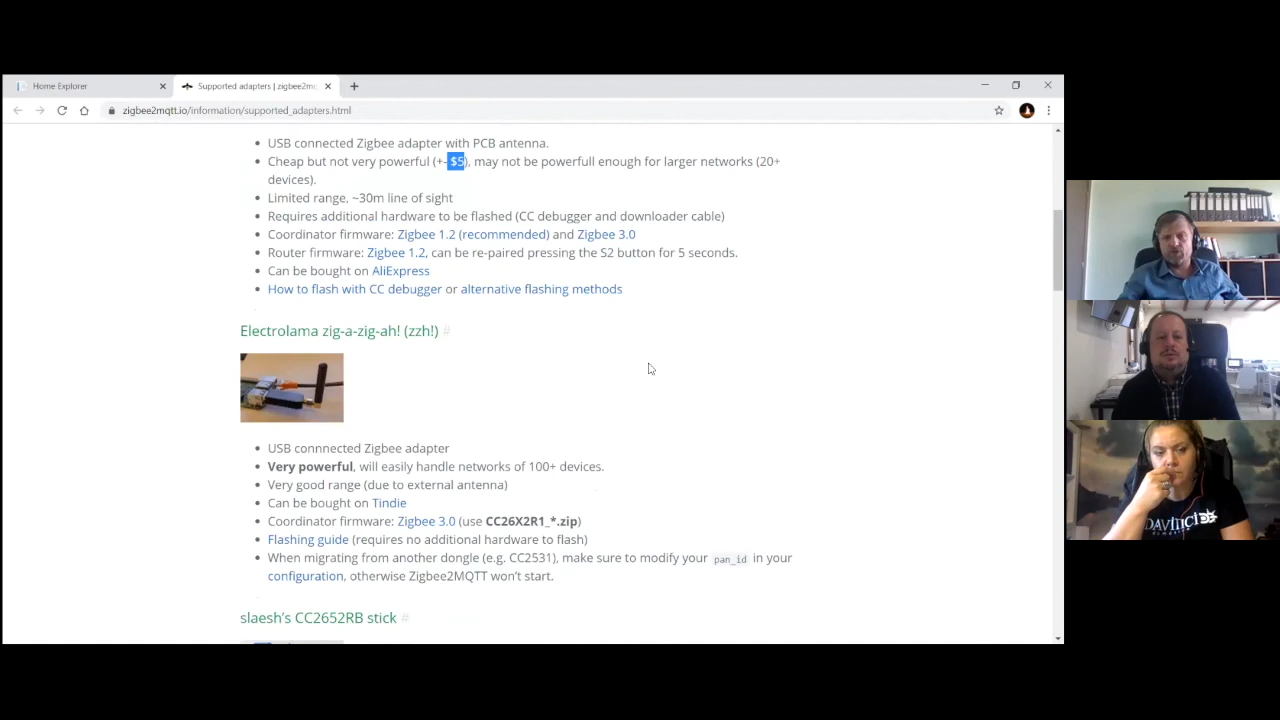 Home Explorer
Supported adapters | zigbee2mq
zigbee2mqtt.io/information/supported_adapters.html
USB connected Zigbee adapter with PCB antenna.
Cheap but not very powerful (+- $5), may not be powerfull enough for larger networks (20+
devices).
Limited range, ~30m line of sight
Requires additional hardware to be flashed (CC debugger and downloader cable)
Coordinator firmware: Zigbee 1.2 (recommended) and Zigbee 3.0
Router firmware: Zigbee 1.2, can be re-paired pressing the S2 button for 5 seconds.
Can be bought on AliExpress
How to flash with CC debugger or alternative flashing methods
Electrolama zig-a-zig-ah! (zzh!) #
USB connnected Zigbee adapter
Very powerful, will easily handle networks of 100+ devices.
Very good range (due to external antenna)
Can be bought on Tindie
Coordinator firmware: Zigbee 3.0 (use CC26X2R1_*.zip)
Flashing guide (requires no additional hardware to flash)
When migrating from another dongle (e.g. CC2531), make sure to modify your pan_id in your
configuration, otherwise Zigbee2MQTT won't start.
slaesh's CC2652RB stick #
DAVINCI